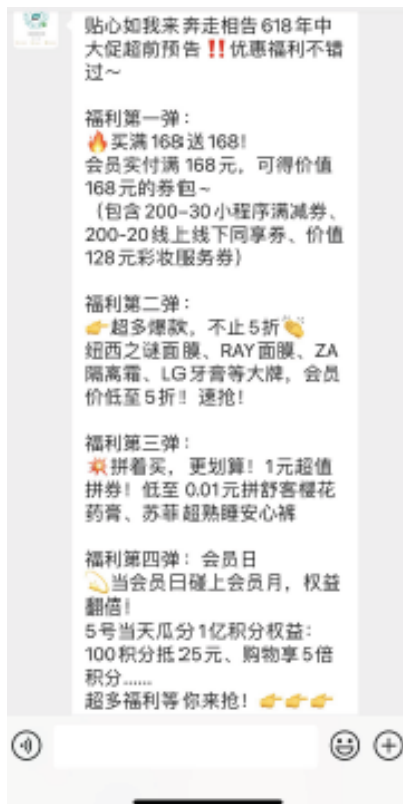 贴心如我来奔走相告618年中
大促超前预告‼️优惠福利不错
过~
福利第一弹：
🔥买满168送168!
会员实付满168元，可得价值
168元的券包~
（包含200-30小程序满减券、
200-20线上线下同享券、价值
128元彩妆服务券）
福利第二弹：
👉超多爆款，不止5折👏
纽西之谜面膜、RAY面膜、ZA
隔离霜、LG牙膏等大牌，会员
价低至5折！速抢！
福利第三弹：
💥拼着买，更划算！1元超值
拼券！低至0.01元拼舒客樱花
药膏、苏菲超熟睡安心裤
福利第四弹：会员日
💫当会员日碰上会员月，权益
翻倍！
5号当天瓜分1亿积分权益：
100积分抵25元、购物享5倍
积分......
超多福利等你来抢！👉👉👉